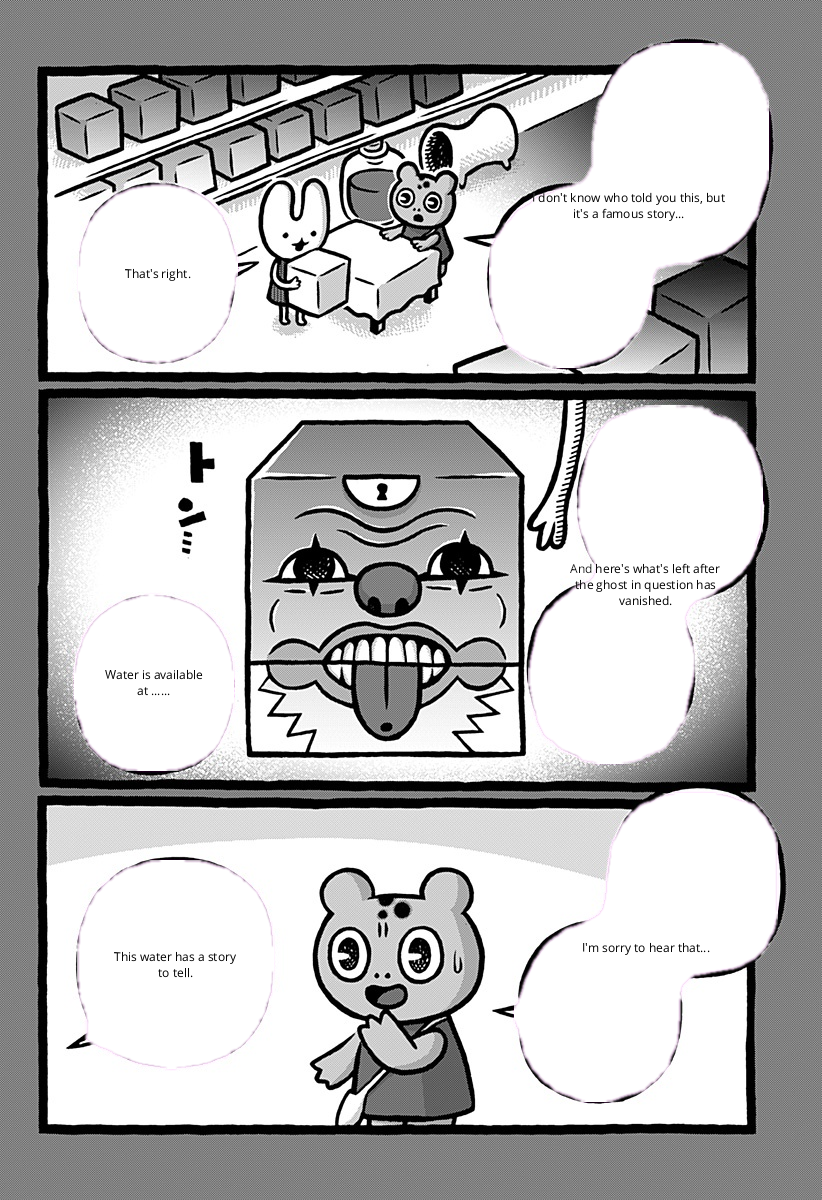 I don't know who told you this, but
it's a famous story...
That's right.
And here's what's left after
the ghost in question has
vanished.
トン…
Water is available
at ......
I'm sorry to hear that...
This water has a story
to tell.